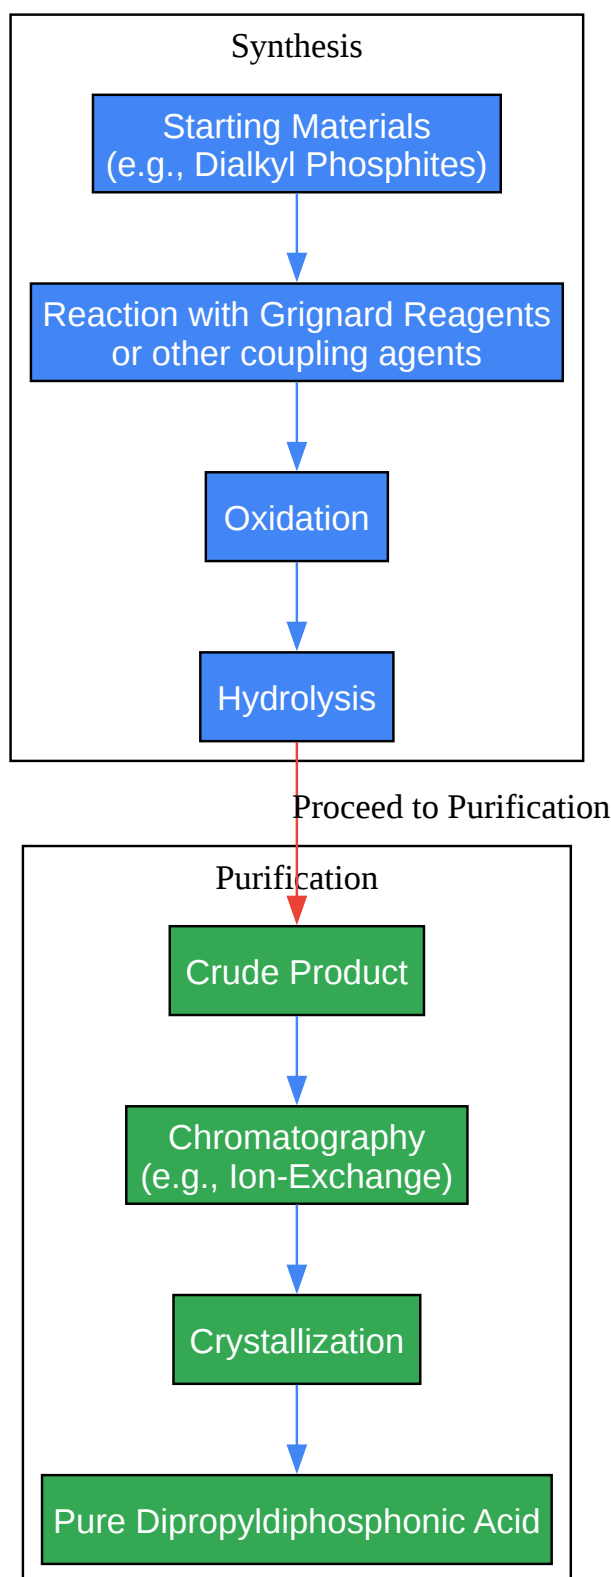 Synthesis
Starting Materials
(e.g., Dialkyl Phosphites)
Reaction with Grignard Reagents
or other coupling agents
Oxidation
Hydrolysis
Proceed to Purification
Purification
Crude Product
Chromatography
(e.g., Ion-Exchange)
Crystallization
Pure Dipropyldiphosphonic Acid